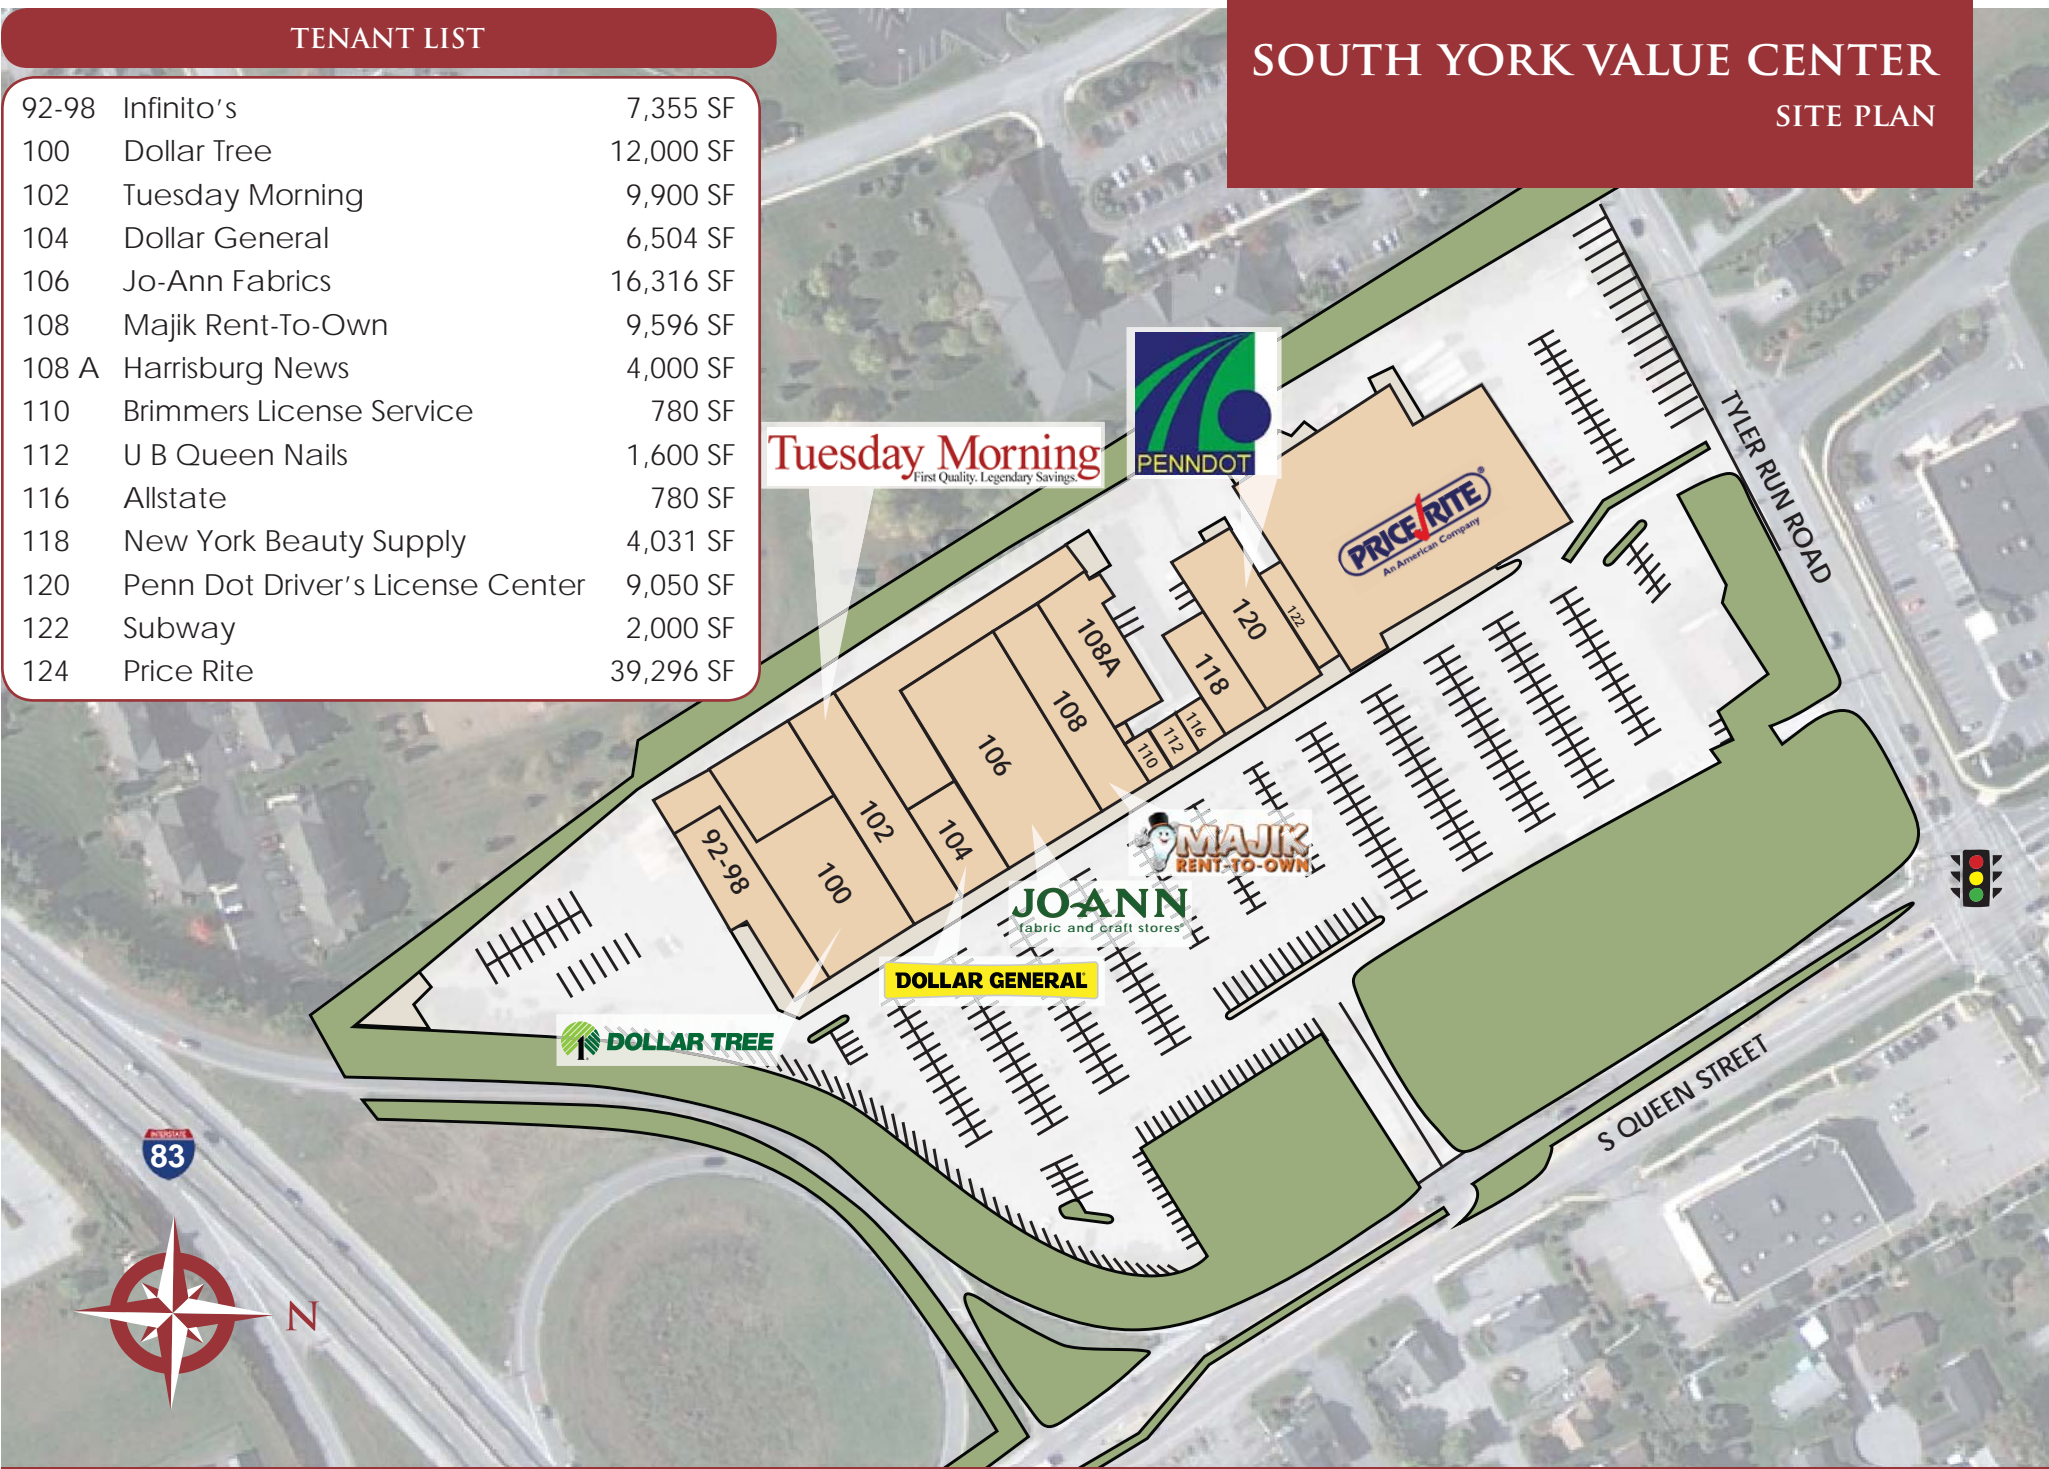 TENANT LIST
92-98 Infinito's 7,355 SF
100 Dollar Tree 12,000 SF
102 Tuesday Morning 9,900 SF
104 Dollar General 6,504 SF
106 Jo-Ann Fabrics 16,316 SF
108 Majik Rent-To-Own 9,596 SF
108 A Harrisburg News 4,000 SF
110 Brimmers License Service 780 SF
112 U B Queen Nails 1,600 SF
116 Allstate 780 SF
118 New York Beauty Supply 4,031 SF
120 Penn Dot Driver's License Center 9,050 SF
122 Subway 2,000 SF
124 Price Rite 39,296 SF
SOUTH YORK VALUE CENTER
SITE PLAN
Tuesday Morning
First Quality. Legendary Savings.
PENNDOT
PRICE RITE®
An American Company
TYLER RUN ROAD
120
122
118
108A
108
116
112
110
106
102
104
92-98
100
MAJIK
RENT-TO-OWN
JO-ANN
fabric and craft stores
DOLLAR GENERAL
DOLLAR TREE
S QUEEN STREET
INTERSTATE
83
N